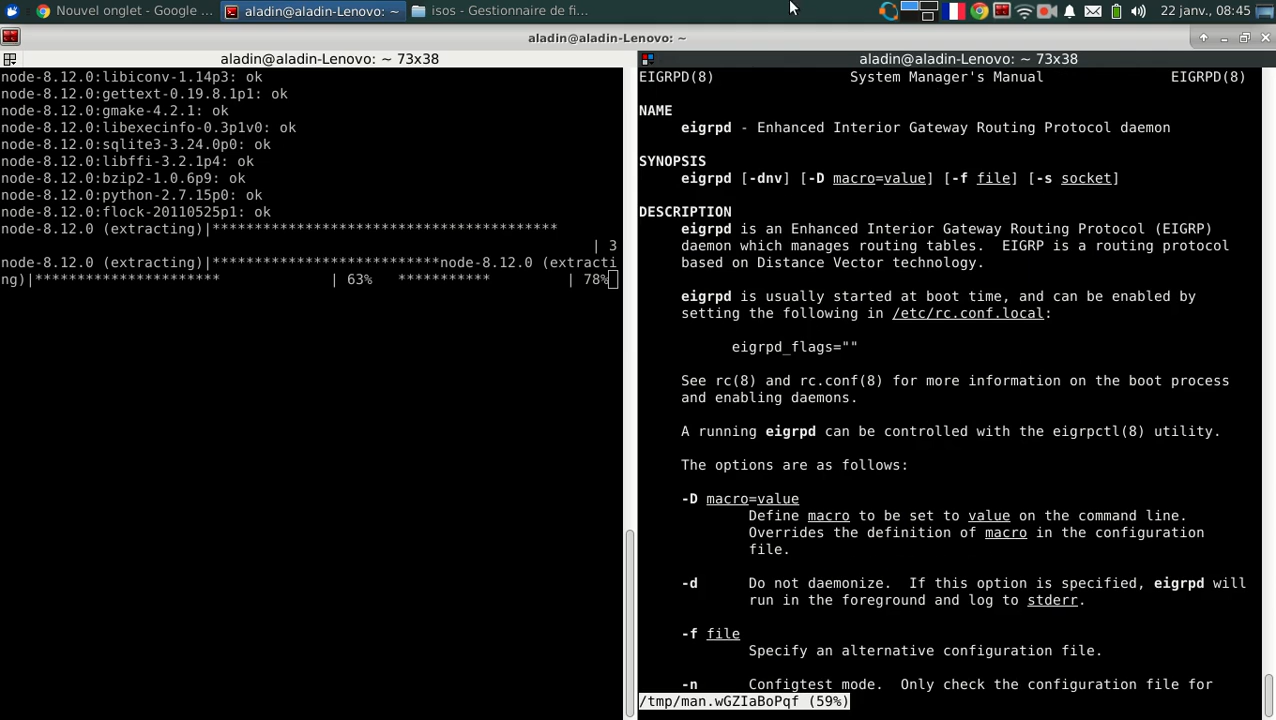 Nouvel onglet - Google ...
aladin@aladin-Lenovo: ~
isos - Gestionnaire de fi...
22 janv., 08:45
aladin@aladin-Lenovo: ~
aladin@aladin-Lenovo: ~ 73x38
node-8.12.0:libiconv-1.14p3: ok
node-8.12.0:gettext-0.19.8.1p1: ok
node-8.12.0:gmake-4.2.1: ok
node-8.12.0:libexecinfo-0.3p1v0: ok
node-8.12.0:sqlite3-3.24.0p0: ok
node-8.12.0:libffi-3.2.1p4: ok
node-8.12.0:bzip2-1.0.6p9: ok
node-8.12.0:python-2.7.15p0: ok
node-8.12.0:flock-20110525p1: ok
node-8.12.0 (extracting)|*****************************************
| 3
node-8.12.0 (extracting)|***************************node-8.12.0 (extracti
ng)|********************** | 63% *********** | 78%
aladin@aladin-Lenovo: ~ 73x38
EIGRPD(8) System Manager's Manual EIGRPD(8)
NAME
eigrpd - Enhanced Interior Gateway Routing Protocol daemon
SYNOPSIS
eigrpd [-dnv] [-D macro=value] [-f file] [-s socket]
DESCRIPTION
eigrpd is an Enhanced Interior Gateway Routing Protocol (EIGRP)
daemon which manages routing tables. EIGRP is a routing protocol
based on Distance Vector technology.
eigrpd is usually started at boot time, and can be enabled by
setting the following in /etc/rc.conf.local:
eigrpd_flags=""
See rc(8) and rc.conf(8) for more information on the boot process
and enabling daemons.
A running eigrpd can be controlled with the eigrpctl(8) utility.
The options are as follows:
-D macro=value
Define macro to be set to value on the command line.
Overrides the definition of macro in the configuration
file.
-d Do not daemonize. If this option is specified, eigrpd will
run in the foreground and log to stderr.
-f file
Specify an alternative configuration file.
-n Configtest mode. Only check the configuration file for
/tmp/man.wGZIaBoPqf (59%)